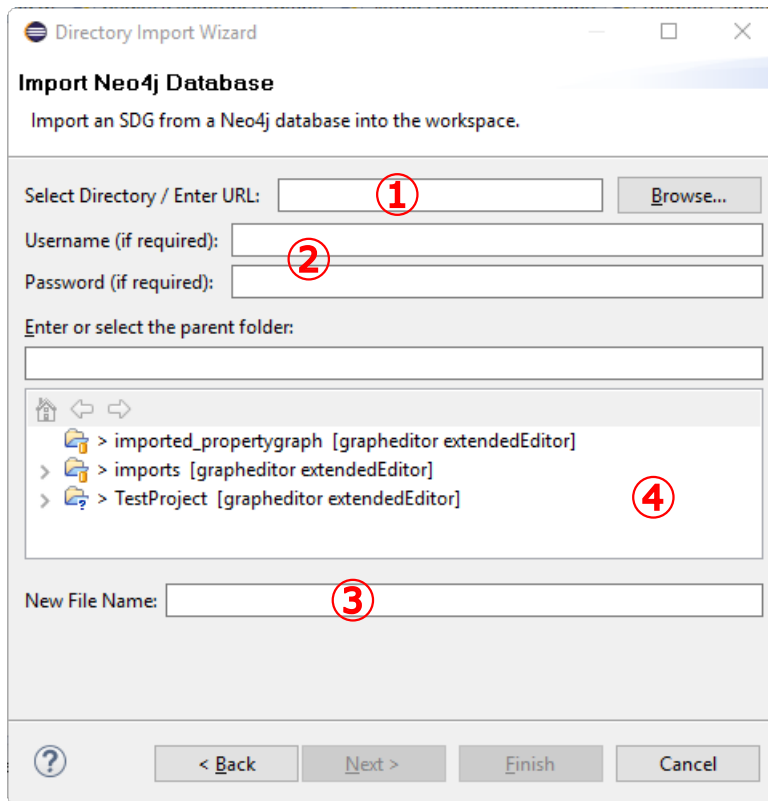 Directory Import Wizard
Import Neo4j Database
Import an SDG from a Neo4j database into the workspace.
Select Directory / Enter URL: ① Browse...
Username (if required):
②
Password (if required):
Enter or select the parent folder:
> imported_propertygraph [grapheditor extendedEditor]
> imports [grapheditor extendedEditor]
> TestProject [grapheditor extendedEditor] ④
New File Name: ③
? < Back Next > Finish Cancel